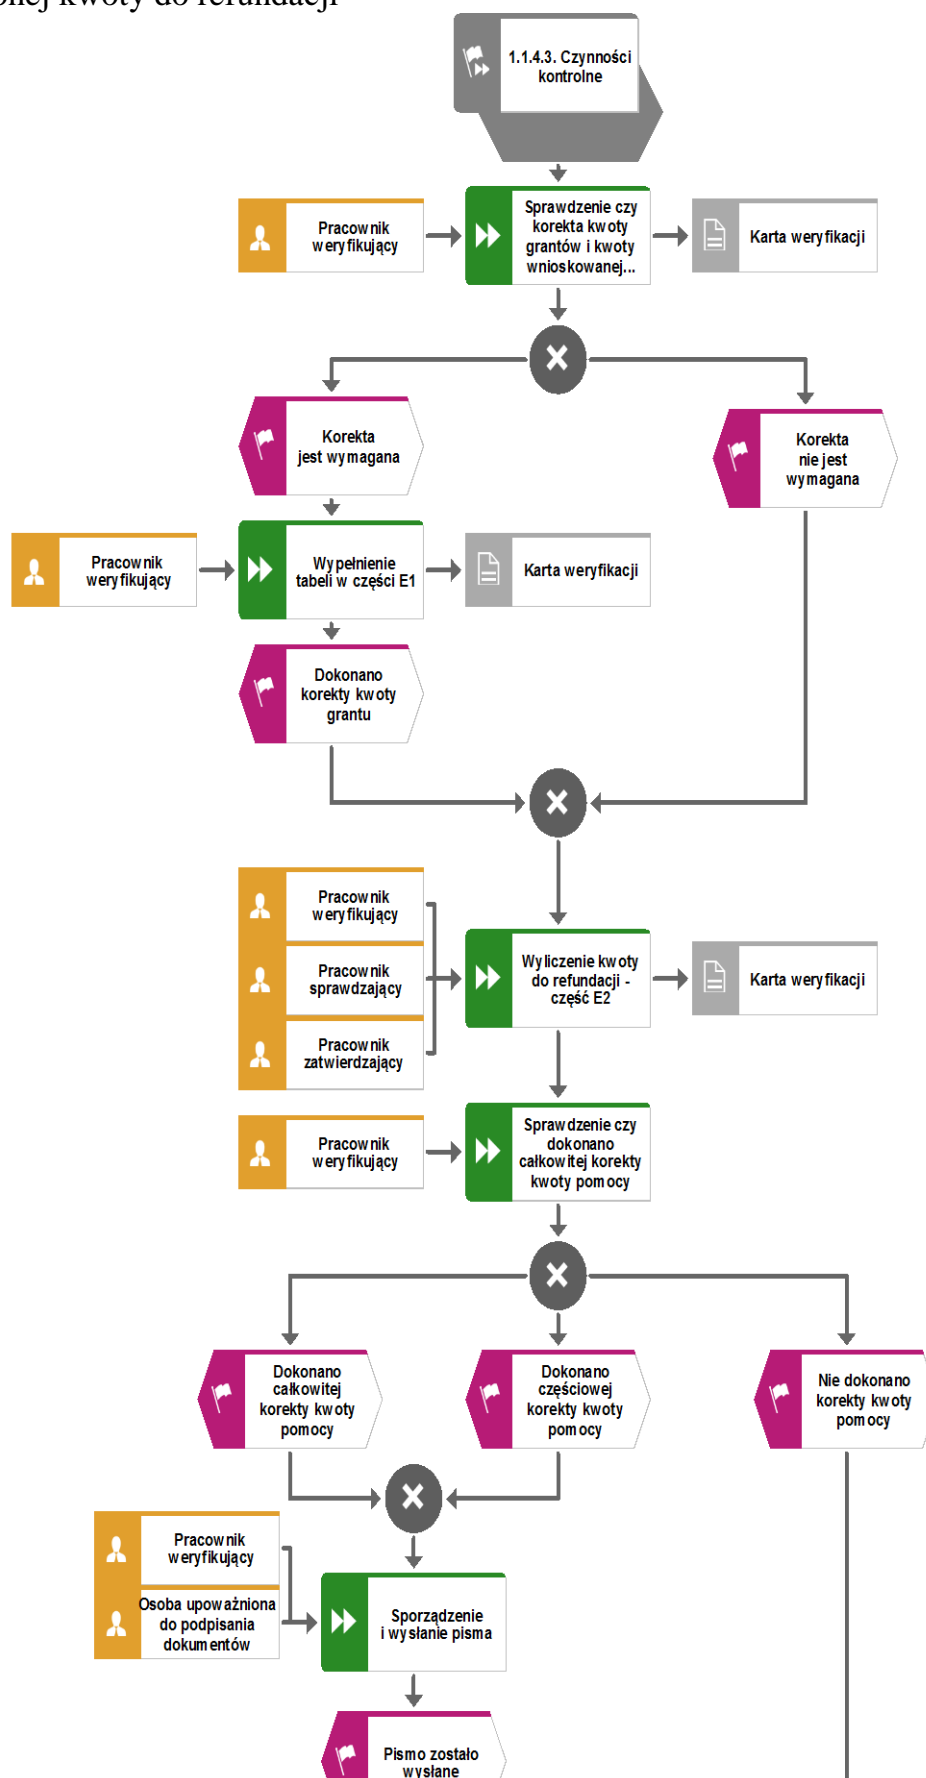 kwoty do refundacji
1.1.4.3. Czynności
kontrolne
Pracownik
weryfikujący
Sprawdzenie czy
korekta kwoty
grantów i kwoty
wnioskowanej...
Karta weryfikacji
Korekta
jest wymagana
Korekta
nie jest
wymagana
Pracownik
weryfikujący
Wypełnienie
tabeli w części E1
Karta weryfikacji
Dokonano
korekty kwoty
grantu
Pracownik
weryfikujący
Pracownik
sprawdzający
Pracownik
zatwierdzający
Wyliczenie kwoty
do refundacji -
część E2
Karta weryfikacji
Pracownik
weryfikujący
Sprawdzenie czy
dokonano
całkowitej korekty
kwoty pomocy
Dokonano
całkowitej
korekty kwoty
pomocy
Dokonano
częściowej
korekty kwoty
pomocy
Nie dokonano
korekty kwoty
pomocy
Pracownik
weryfikujący
Osoba upoważniona
do podpisania
dokumentów
Sporządzenie
i wysłanie pisma
Pismo zostało
wysłane